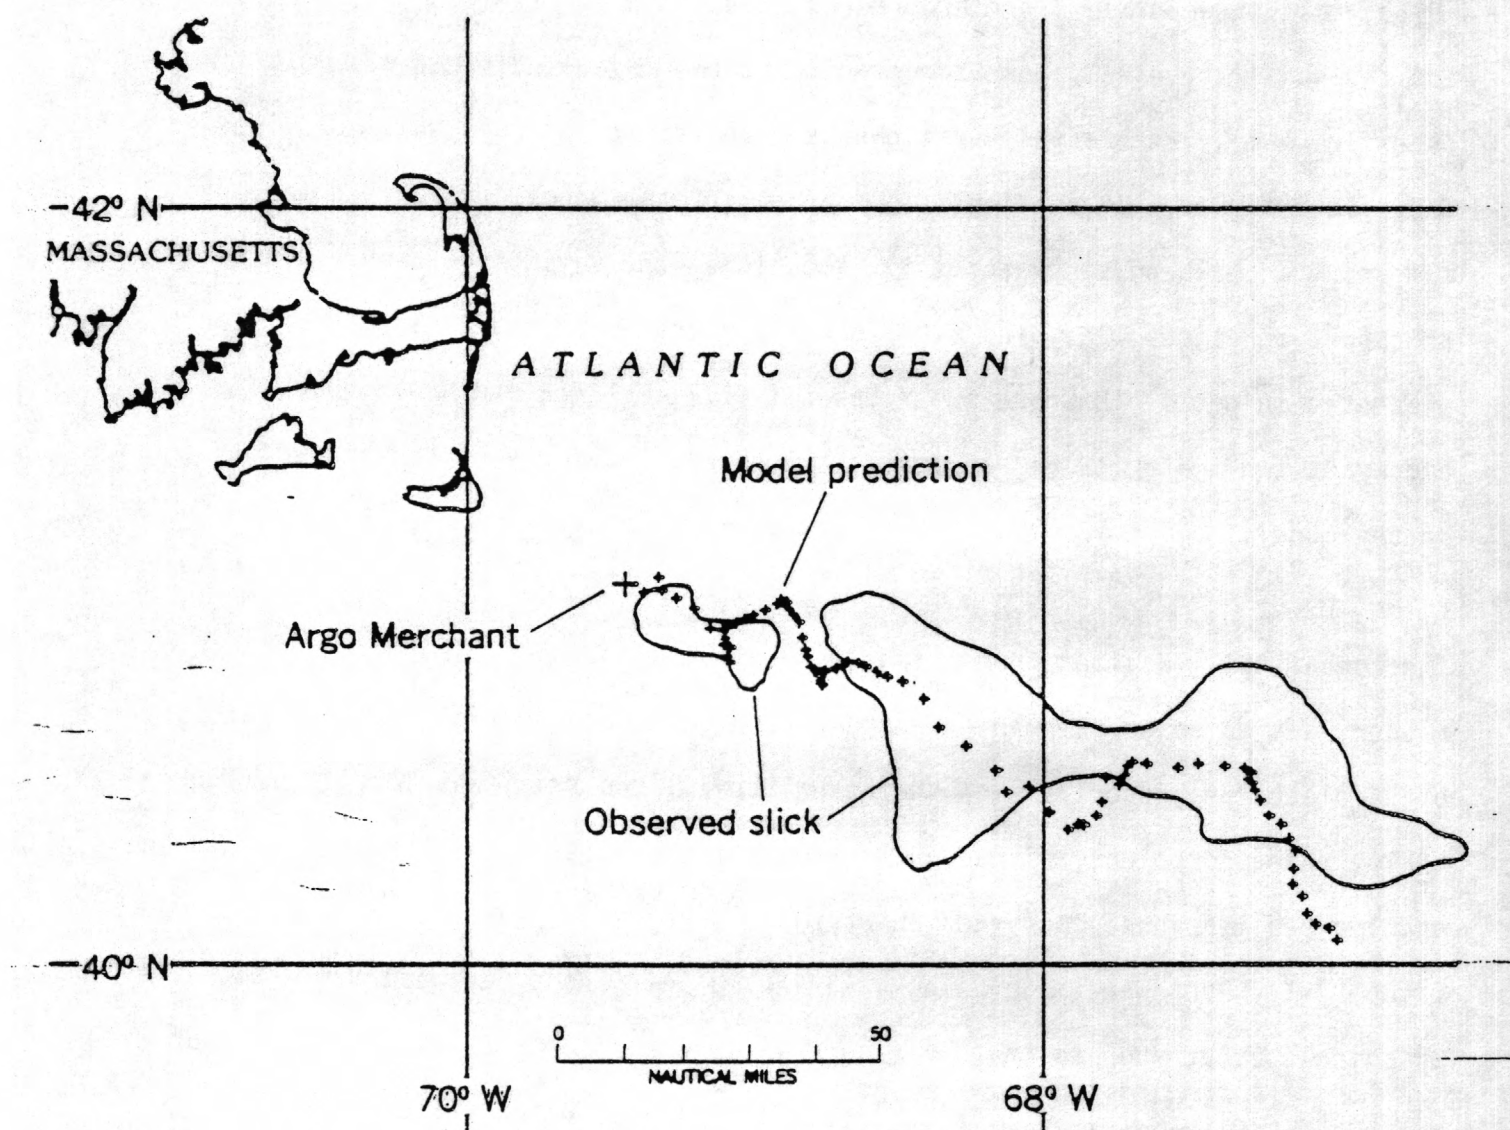 42° N
MASSACHUSETTS
ATLANTIC OCEAN
Model prediction
Argo Merchant
Observed slick
40° N
0 50
NAUTICAL MILES
70° W
68° W